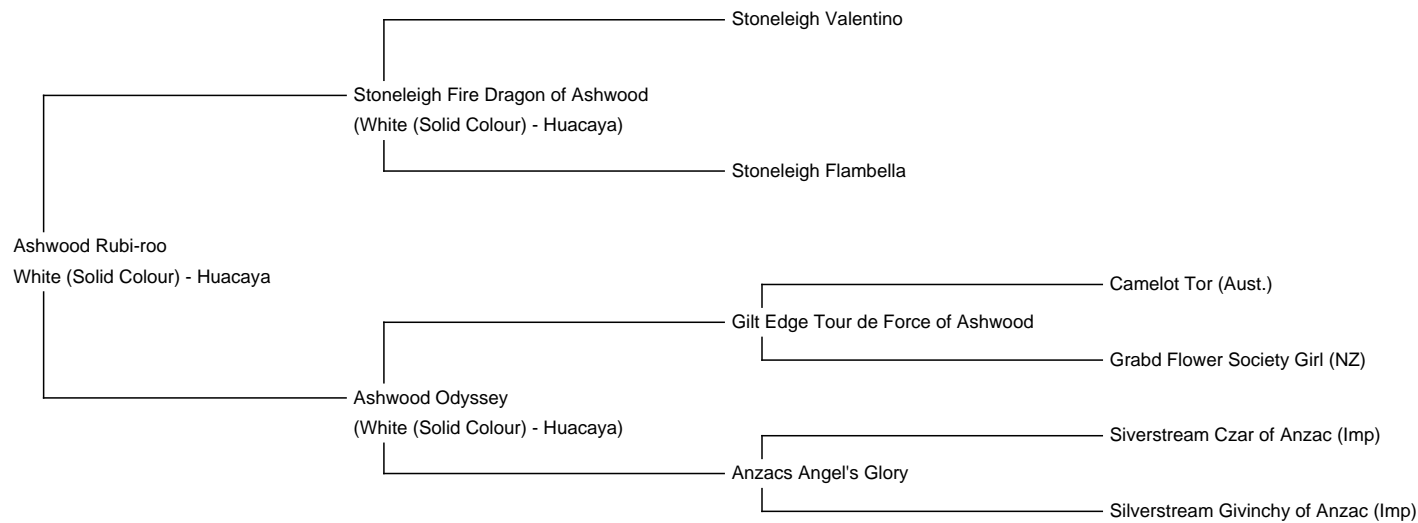 Stoneleigh Valentino
Stoneleigh Fire Dragon of Ashwood
(White (Solid Colour) - Huacaya)
Stoneleigh Flambella
Ashwood Rubi-roo
White (Solid Colour) - Huacaya
Camelot Tor (Aust.)
Gilt Edge Tour de Force of Ashwood
Grabd Flower Society Girl (NZ)
Ashwood Odyssey
(White (Solid Colour) - Huacaya)
Siverstream Czar of Anzac (Imp)
Anzacs Angel's Glory
Silverstream Givinchy of Anzac (Imp)